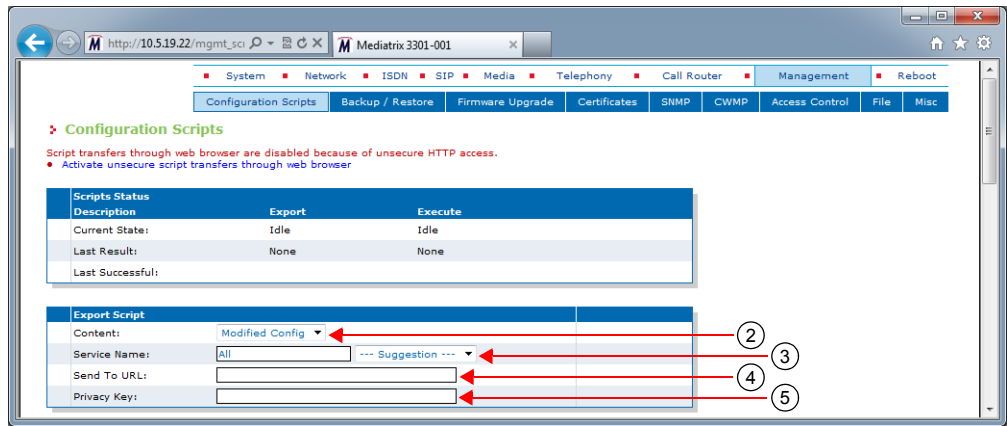 http://10.5.19.22/mgmt_sci
Mediatrix 3301-001
System Network ISDN SIP Media Telephony Call Router Management Reboot
Configuration Scripts Backup / Restore Firmware Upgrade Certificates SNMP CWMP Access Control File Misc
Configuration Scripts
Script transfers through web browser are disabled because of unsecure HTTP access.
Activate unsecure script transfers through web browser
Scripts Status
Description Export Execute
Current State: Idle Idle
Last Result: None None
Last Successful:
Export Script
Content: Modified Config 2
Service Name: All --- Suggestion --- 3
Send To URL: 4
Privacy Key: 5